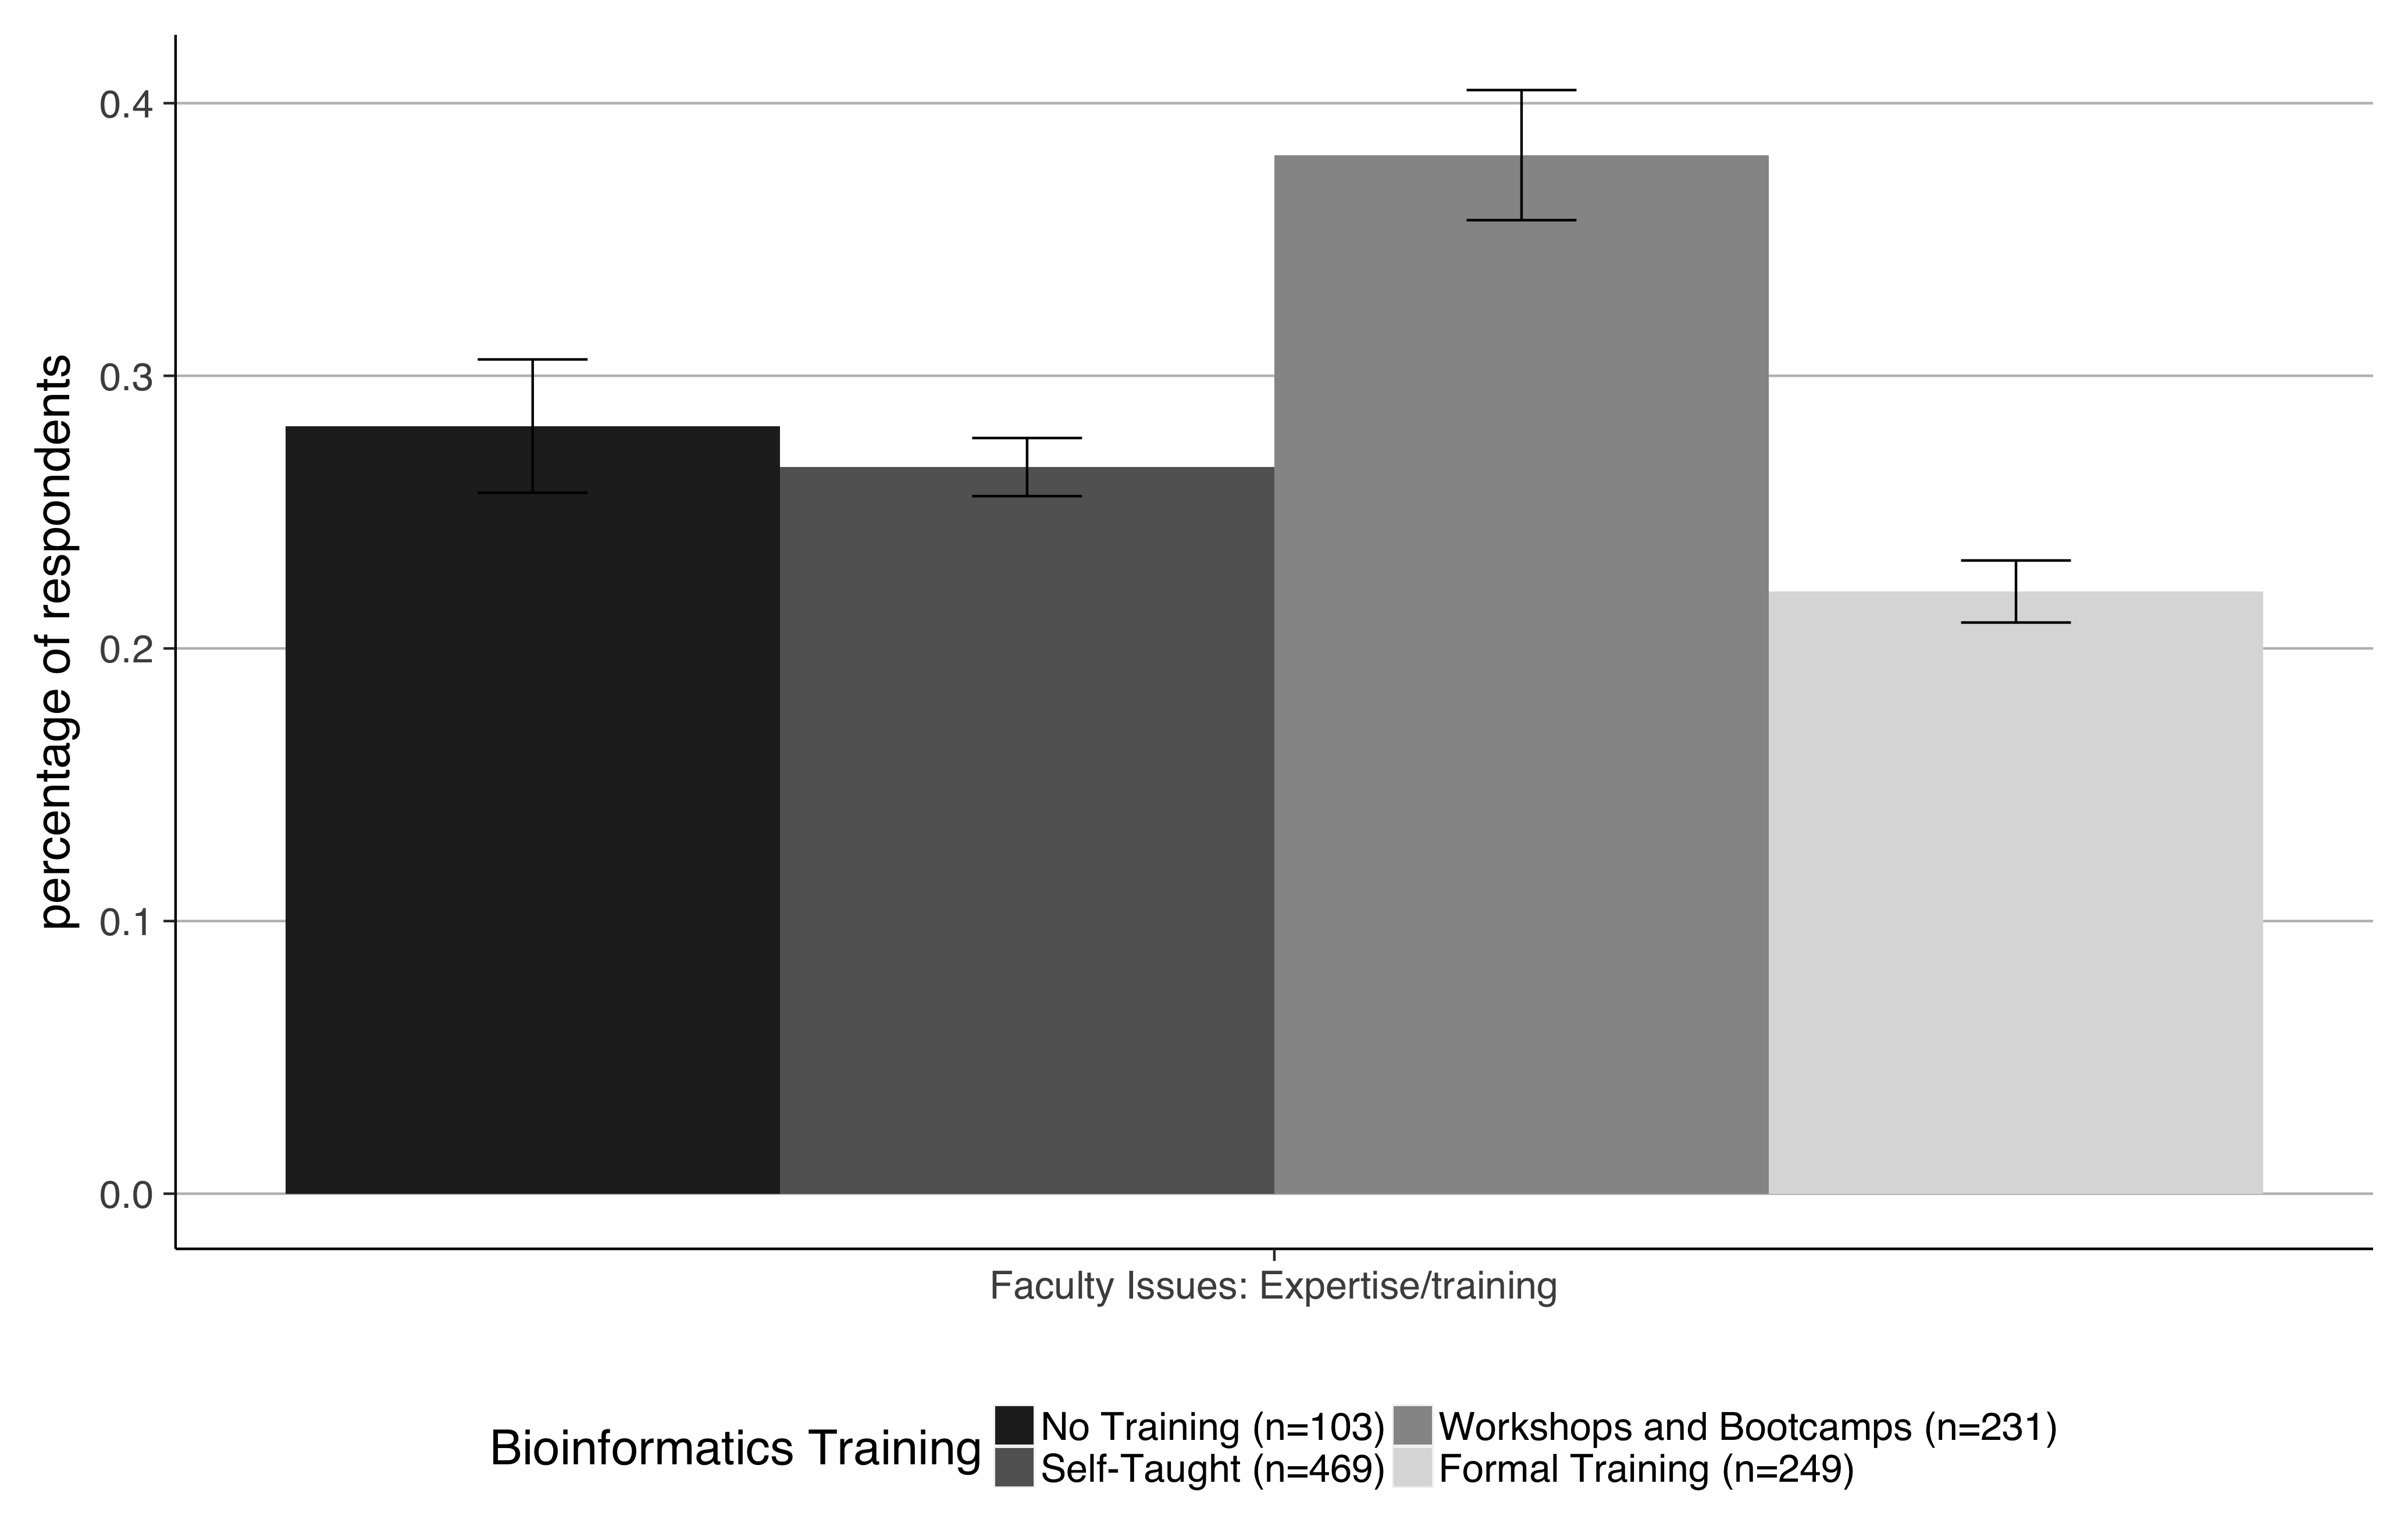 percentage of respondents
0.4
0.3
0.2
0.1
0.0
Faculty Issues: Expertise/training
Bioinformatics Training
No Training (n=103)
Workshops and Bootcamps (n=231)
Self-Taught (n=469)
Formal Training (n=249)